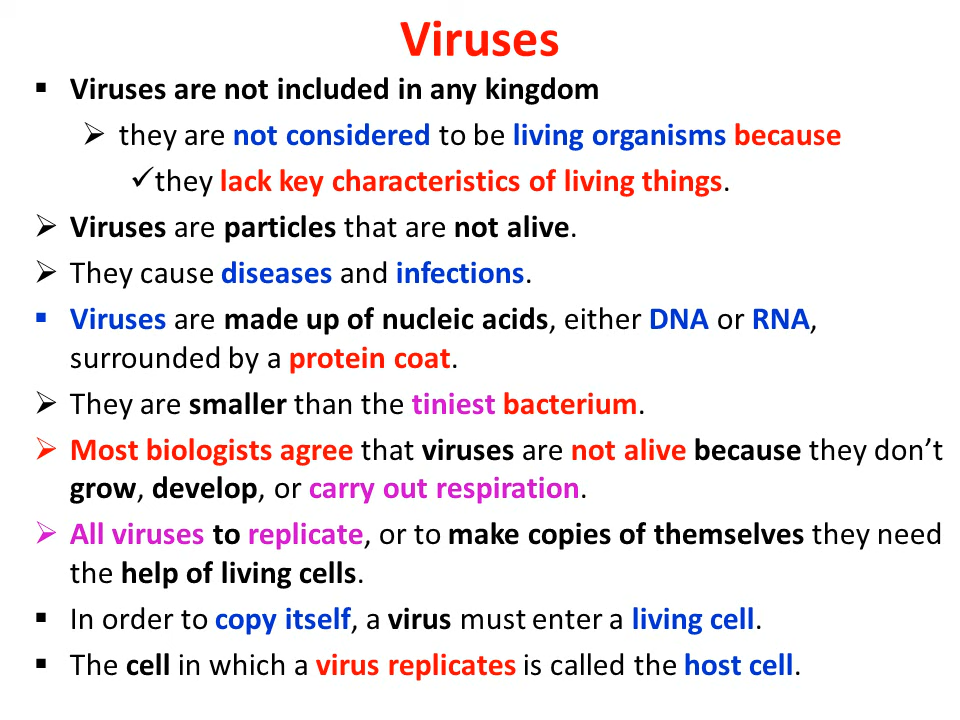 Viruses
▪ Viruses are not included in any kingdom
➢ they are not considered to be living organisms because
✓they lack key characteristics of living things.
➢ Viruses are particles that are not alive.
➢ They cause diseases and infections.
▪ Viruses are made up of nucleic acids, either DNA or RNA,
surrounded by a protein coat.
➢ They are smaller than the tiniest bacterium.
➢ Most biologists agree that viruses are not alive because they don’t
grow, develop, or carry out respiration.
➢ All viruses to replicate, or to make copies of themselves they need
the help of living cells.
▪ In order to copy itself, a virus must enter a living cell.
▪ The cell in which a virus replicates is called the host cell.